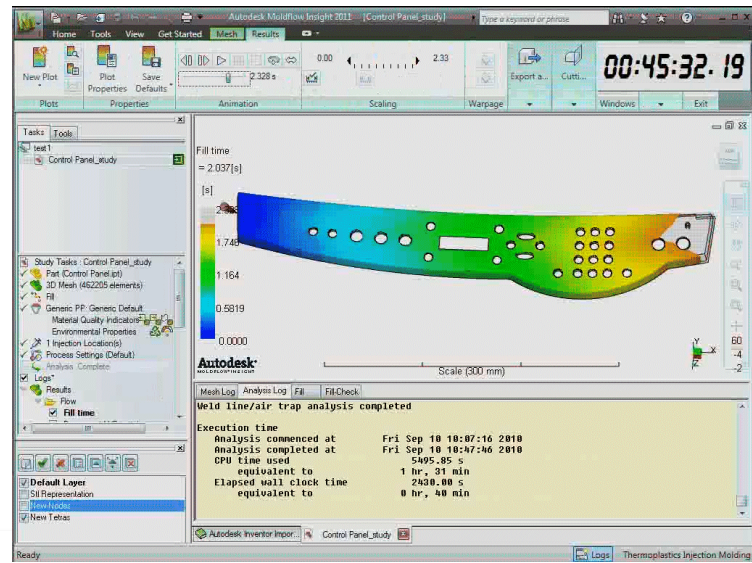 Autodesk Moldflow Insight 2011 [Control Panel_study]
Type a keyword or phrase
Home Tools View Get Started Mesh Results
New Plot
Plot Properties
Save Defaults
2.328 s
0.00
2.33
Export a...
Cutti...
00:45:32.19
Plots Properties Animation Scaling Warpage Windows Exit
Tasks Tools
test1
Control Panel_study
Study Tasks : Control Panel_study
Part (Control Panel.ipt)
3D Mesh (462205 elements)
Fill
Generic PP: Generic Default
Material Quality Indicators
Environmental Properties
1 Injection Location(s)
Process Settings (Default)
Analysis Complete
Logs*
Results
Flow
Fill time
Default Layer
Stl Representation
New Nodes
New Tetras
Fill time
= 2.037[s]
[s]
1.746
1.164
0.5819
0.0000
Autodesk
MOLDFLOW INSIGHT
Scale (300 mm)
Y
X
60
-4
-2
Mesh Log Analysis Log Fill Fill-Check
Weld line/air trap analysis completed
Execution time
Analysis commenced at Fri Sep 10 10:07:16 2010
Analysis completed at Fri Sep 10 10:47:46 2010
CPU time used 5495.85 s
equivalent to 1 hr, 31 min
Elapsed wall clock time 2430.00 s
equivalent to 0 hr, 40 min
Autodesk Inventor Impor...
Control Panel_study
Ready
Logs
Thermoplastics Injection Molding